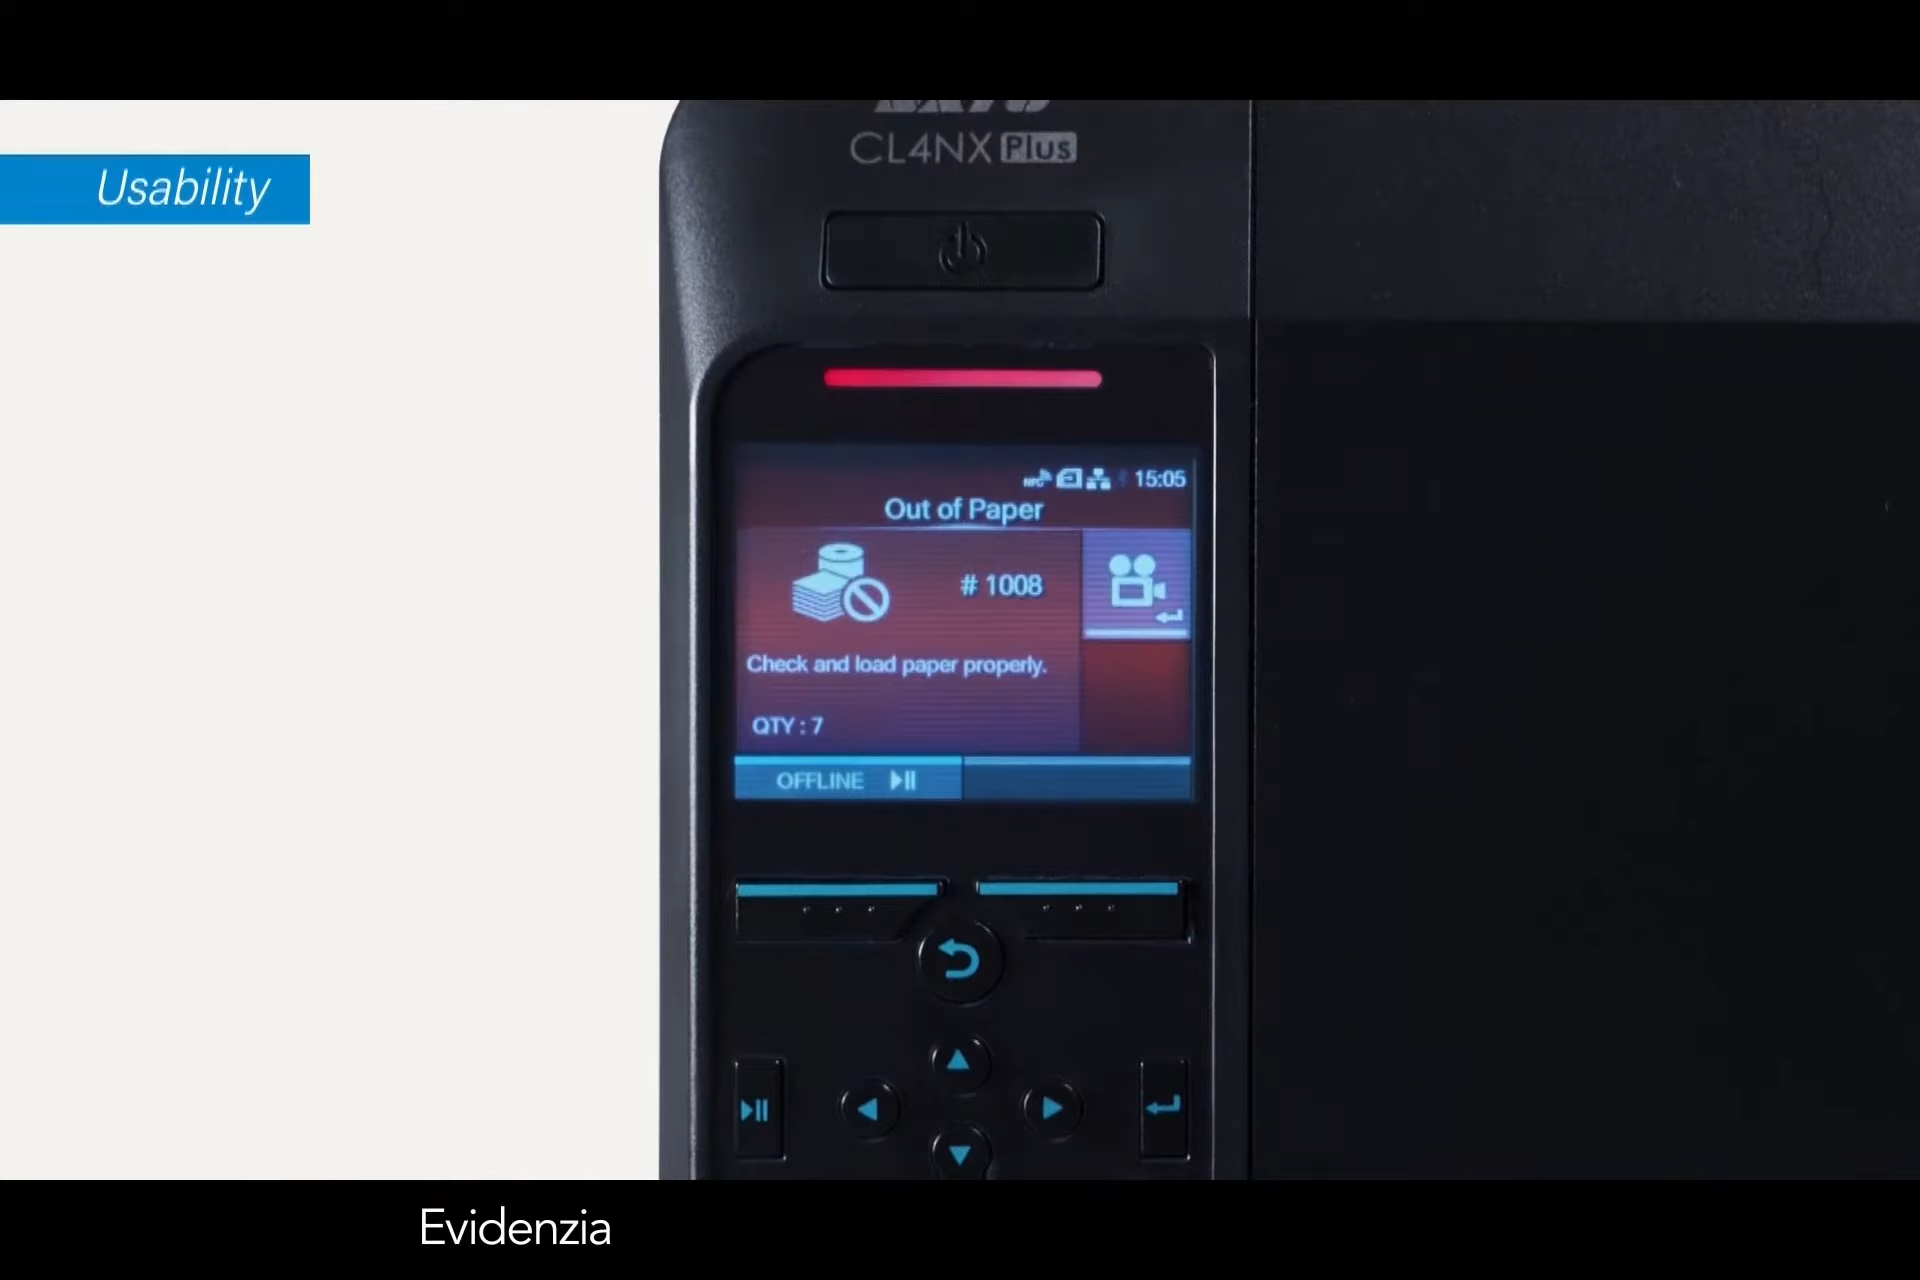 CL4NX Plus
Usability
15:05
Out of Paper
# 1008
Check and load paper properly.
QTY : 7
OFFLINE
Evidenzia